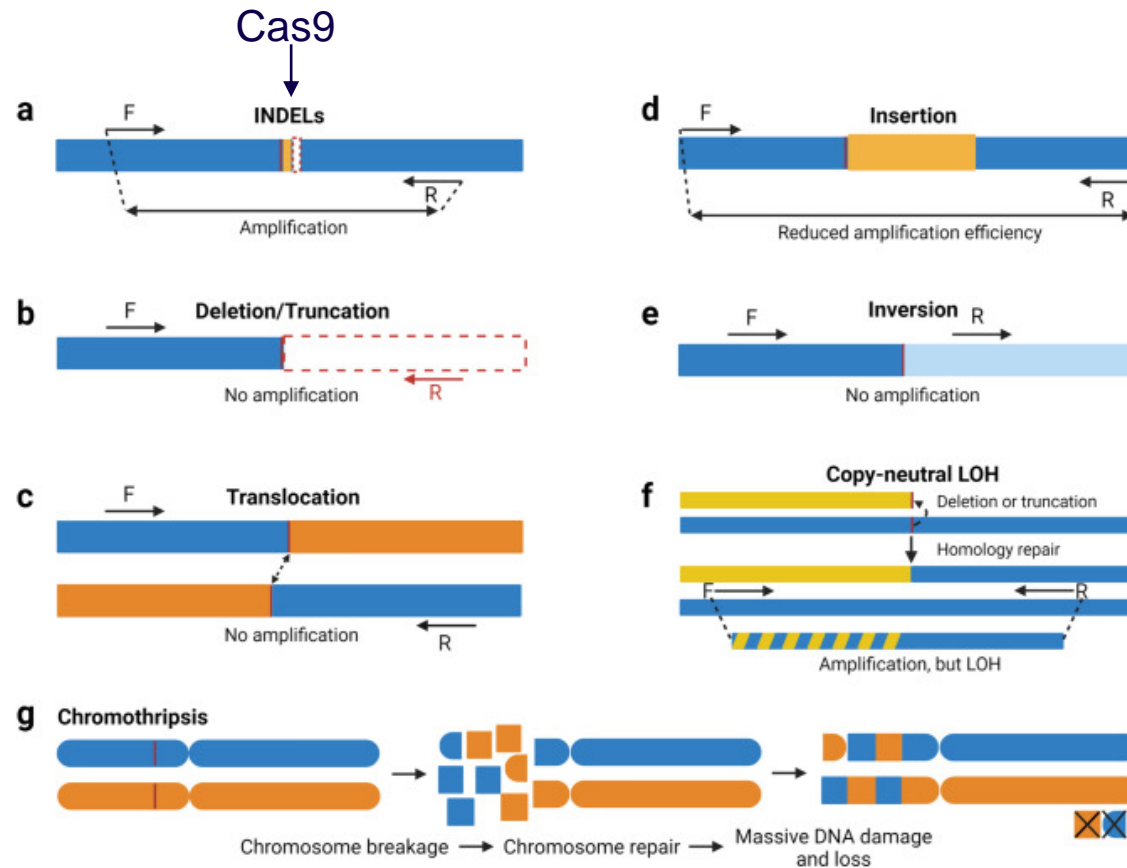 Cas9
a
F
INDELs
R
Amplification
b
F
Deletion/Truncation
R
No amplification
c
F
Translocation
R
No amplification
d
F
Insertion
R
Reduced amplification efficiency
e
F
Inversion
R
No amplification
f
Copy-neutral LOH
Deletion or truncation
Homology repair
F
R
Amplification, but LOH
g
Chromothripsis
Chromosome breakage
Chromosome repair
Massive DNA damage
and loss